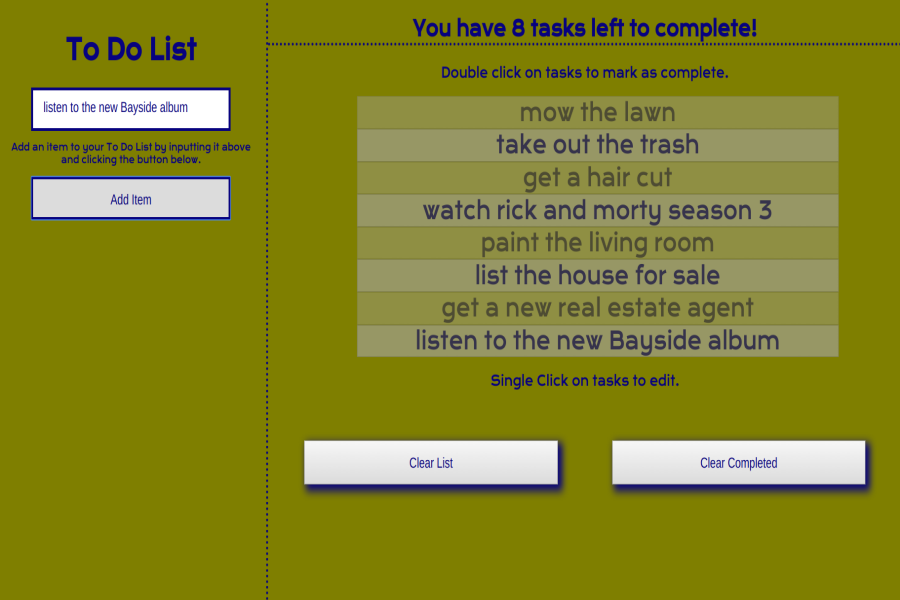 To Do List
listen to the new Bayside album
Add an item to your To Do List by inputting it above
and clicking the button below.
Add Item
You have 8 tasks left to complete!
Double click on tasks to mark as complete.
mow the lawn
take out the trash
get a hair cut
watch rick and morty season 3
paint the living room
list the house for sale
get a new real estate agent
listen to the new Bayside album
Single Click on tasks to edit.
Clear List
Clear Completed